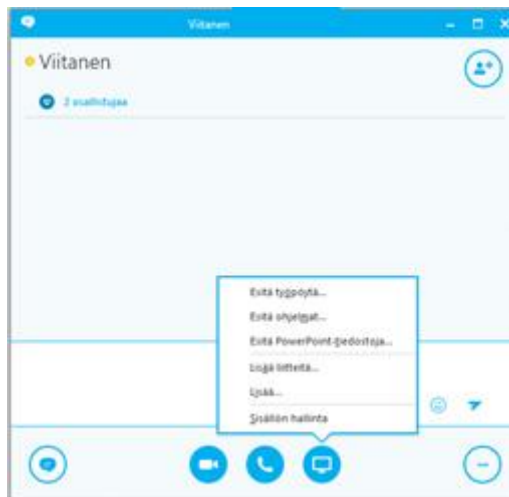 Viitanen
Viitanen
2 osallistujaa
Esitä työpöytä...
Esitä ohjelmat...
Esitä PowerPoint-tiedostoja...
Lisää liitteitä...
Lisää...
Sisällön hallinta